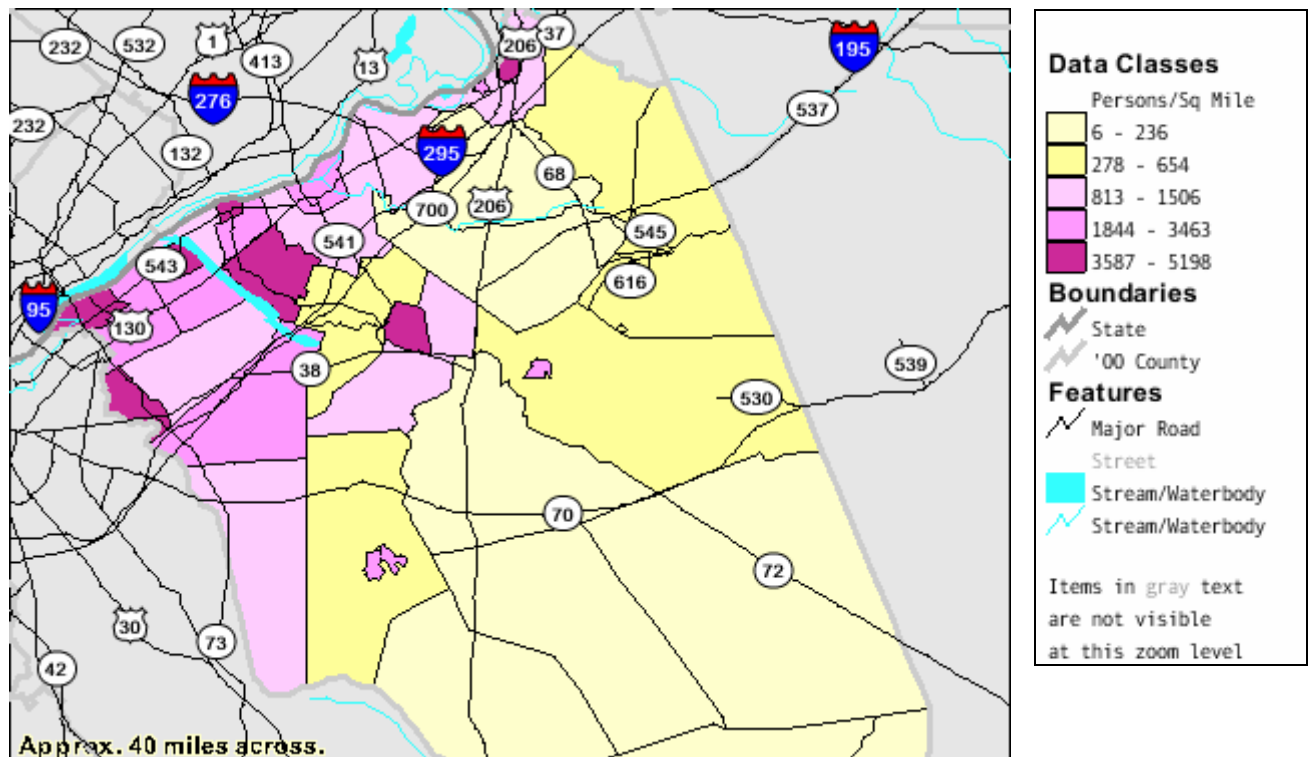 232
532
1
413
13
206
37
195
276
232
537
132
295
68
700
206
541
545
543
616
95
130
38
539
530
70
72
30
73
42
Approx. 40 miles across.
Data Classes
Persons/Sq Mile
6 - 236
278 - 654
813 - 1506
1844 - 3463
3587 - 5198
Boundaries
State
'00 County
Features
Major Road
Street
Stream/Waterbody
Stream/Waterbody
Items in gray text
are not visible
at this zoom level